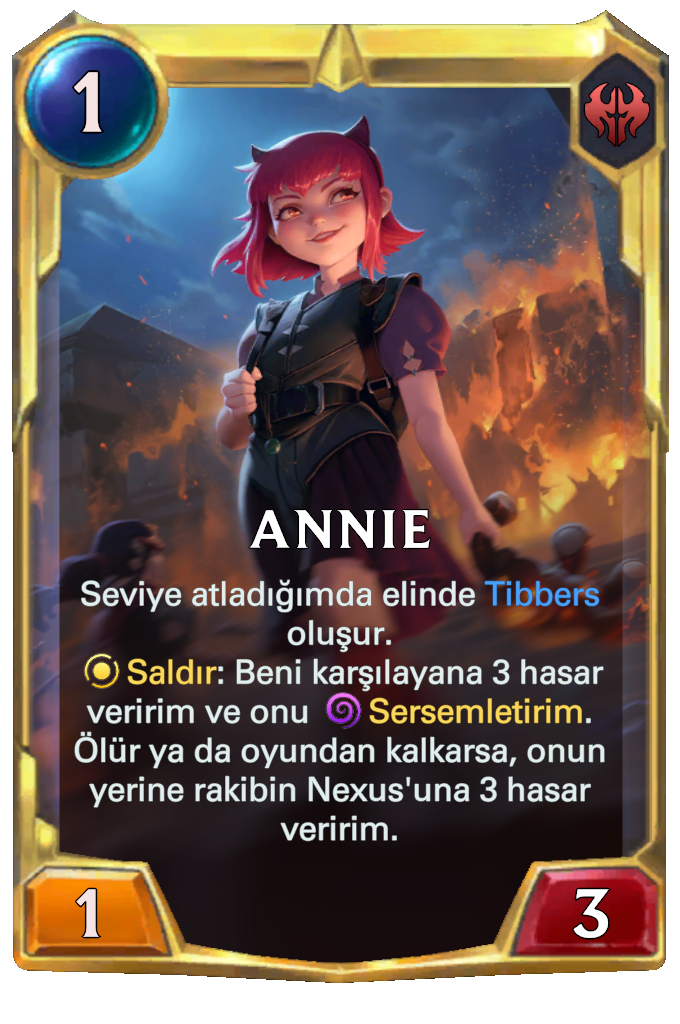 1
ANNIE
Seviye atladığımda elinde Tibbers
oluşur.
Saldır: Beni karşılayana 3 hasar
veririm ve onu Sersemletirim.
Ölür ya da oyundan kalkarsa, onun
yerine rakibin Nexus'una 3 hasar
veririm.
1
3